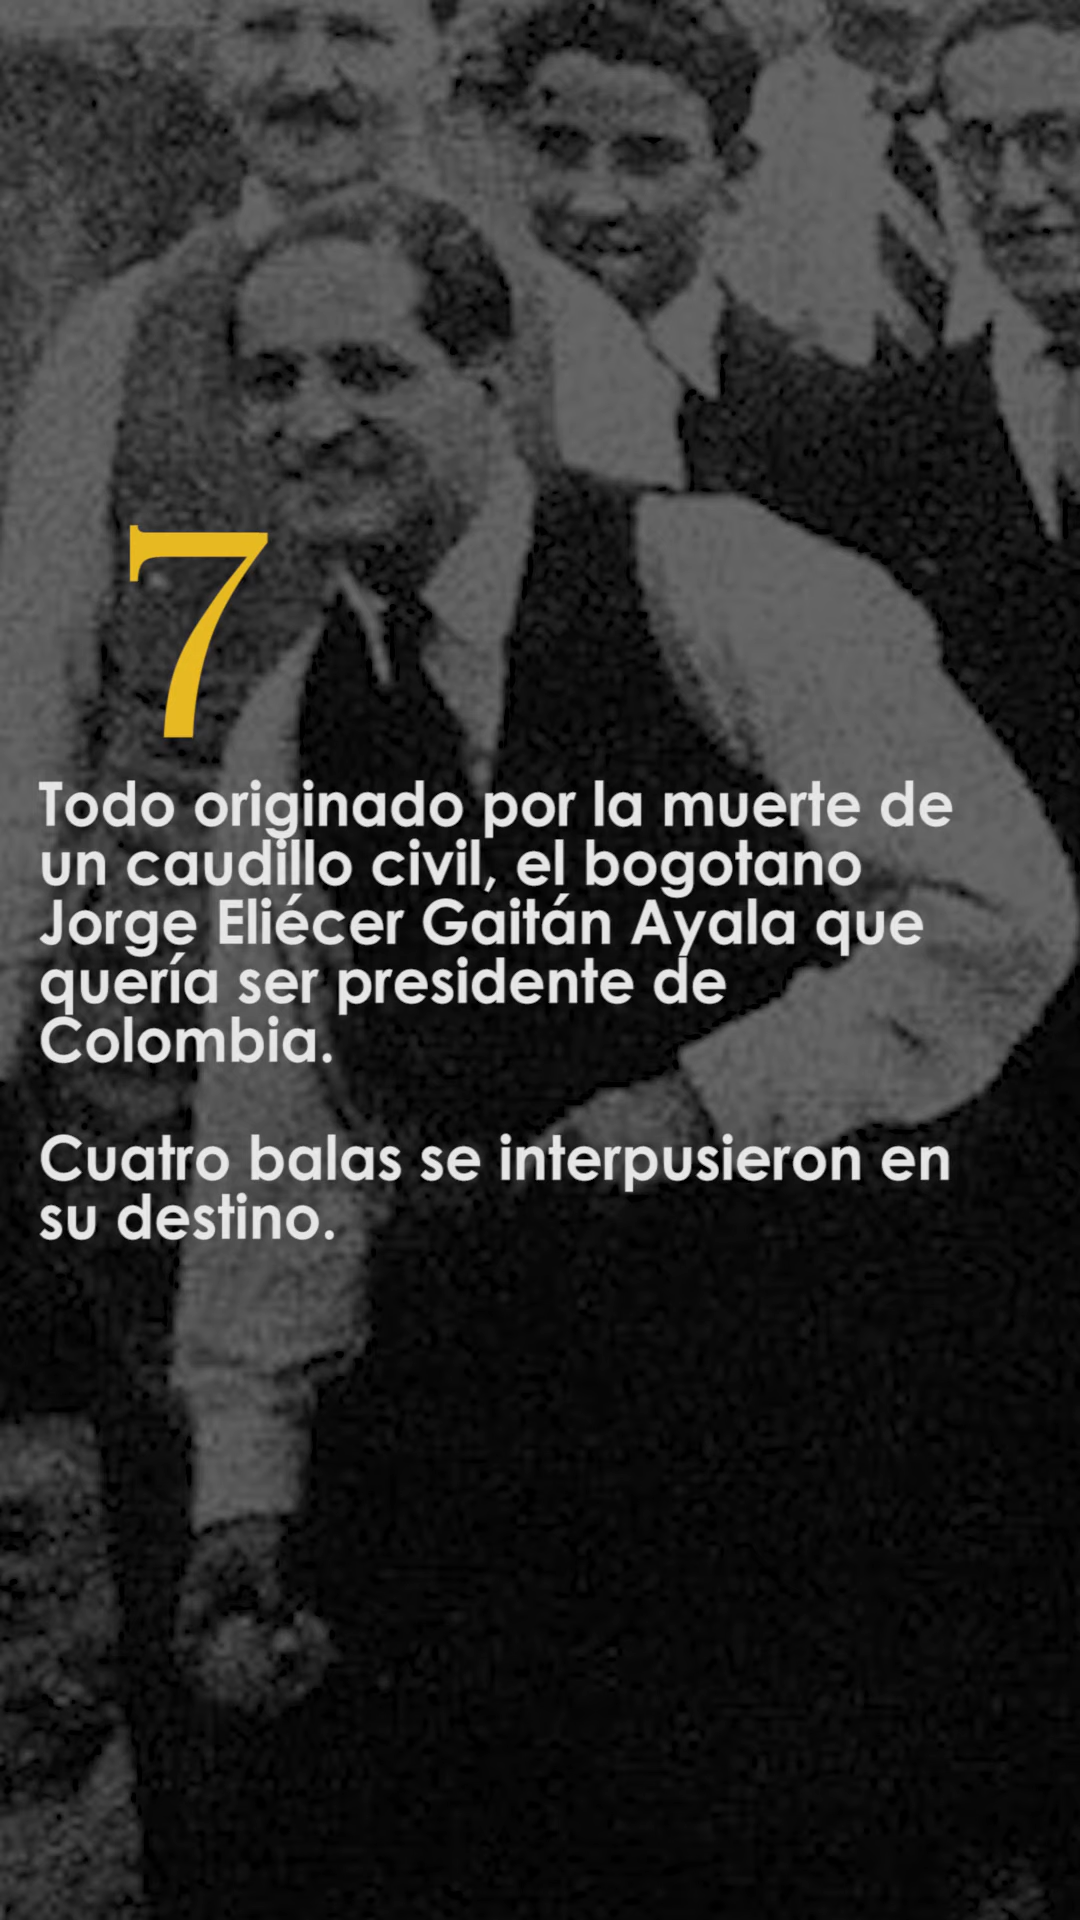 7
Todo originado por la muerte de
un caudillo civil, el bogotano
Jorge Eliécer Gaitán Ayala que
quería ser presidente de
Colombia.
Cuatro balas se interpusieron en
su destino.